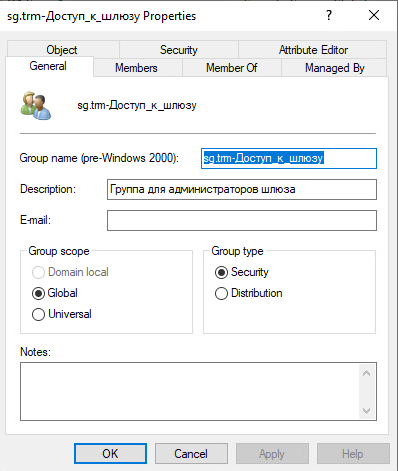 sg.trm-Доступ_к_шлюзу Properties
Object Security Attribute Editor
General Members Member Of Managed By
sg.trm-Доступ_к_шлюзу
Group name (pre-Windows 2000): sg.trm-Доступ_к_шлюзу
Description: Группа для администраторов шлюза
E-mail:
Group scope Group type
Domain local Security
Global Distribution
Universal
Notes:
OK Cancel Apply Help